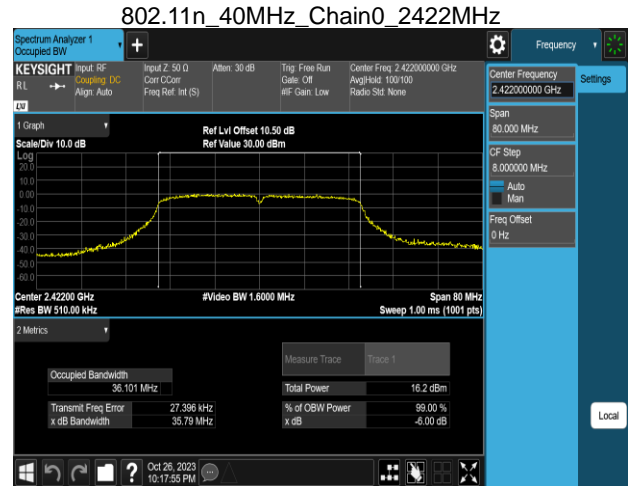 802.11n_40MHz_Chain0_2422MHz
Spectrum Analyzer 1
Occupied BW
Frequency
KEYSIGHT
RL
Input: RF
Coupling: DC
Align: Auto
Input Z: 50 Ω
Corr CCorr
Freq Ref: Int (S)
Atten: 30 dB
Trig: Free Run
Gate: Off
#IF Gain: Low
Center Freq: 2.422000000 GHz
Avg|Hold: 100/100
Radio Std: None
LXI
Center Frequency
2.422000000 GHz
Settings
Span
80.000 MHz
CF Step
8.000000 MHz
Auto
Man
Freq Offset
0 Hz
Local
1 Graph
Ref Lvl Offset 10.50 dB
Scale/Div 10.0 dB
Ref Value 30.00 dBm
Log
20.0
10.0
0.00
-10.0
-20.0
-30.0
-40.0
-50.0
-60.0
Center 2.42200 GHz
#Video BW 1.6000 MHz
Span 80 MHz
#Res BW 510.00 kHz
Sweep 1.00 ms (1001 pts)
2 Metrics
Measure Trace
Trace 1
Occupied Bandwidth
36.101 MHz
Total Power
16.2 dBm
Transmit Freq Error
27.396 kHz
% of OBW Power
99.00 %
x dB Bandwidth
35.79 MHz
x dB
-6.00 dB
?
Oct 26, 2023
10:17:55 PM